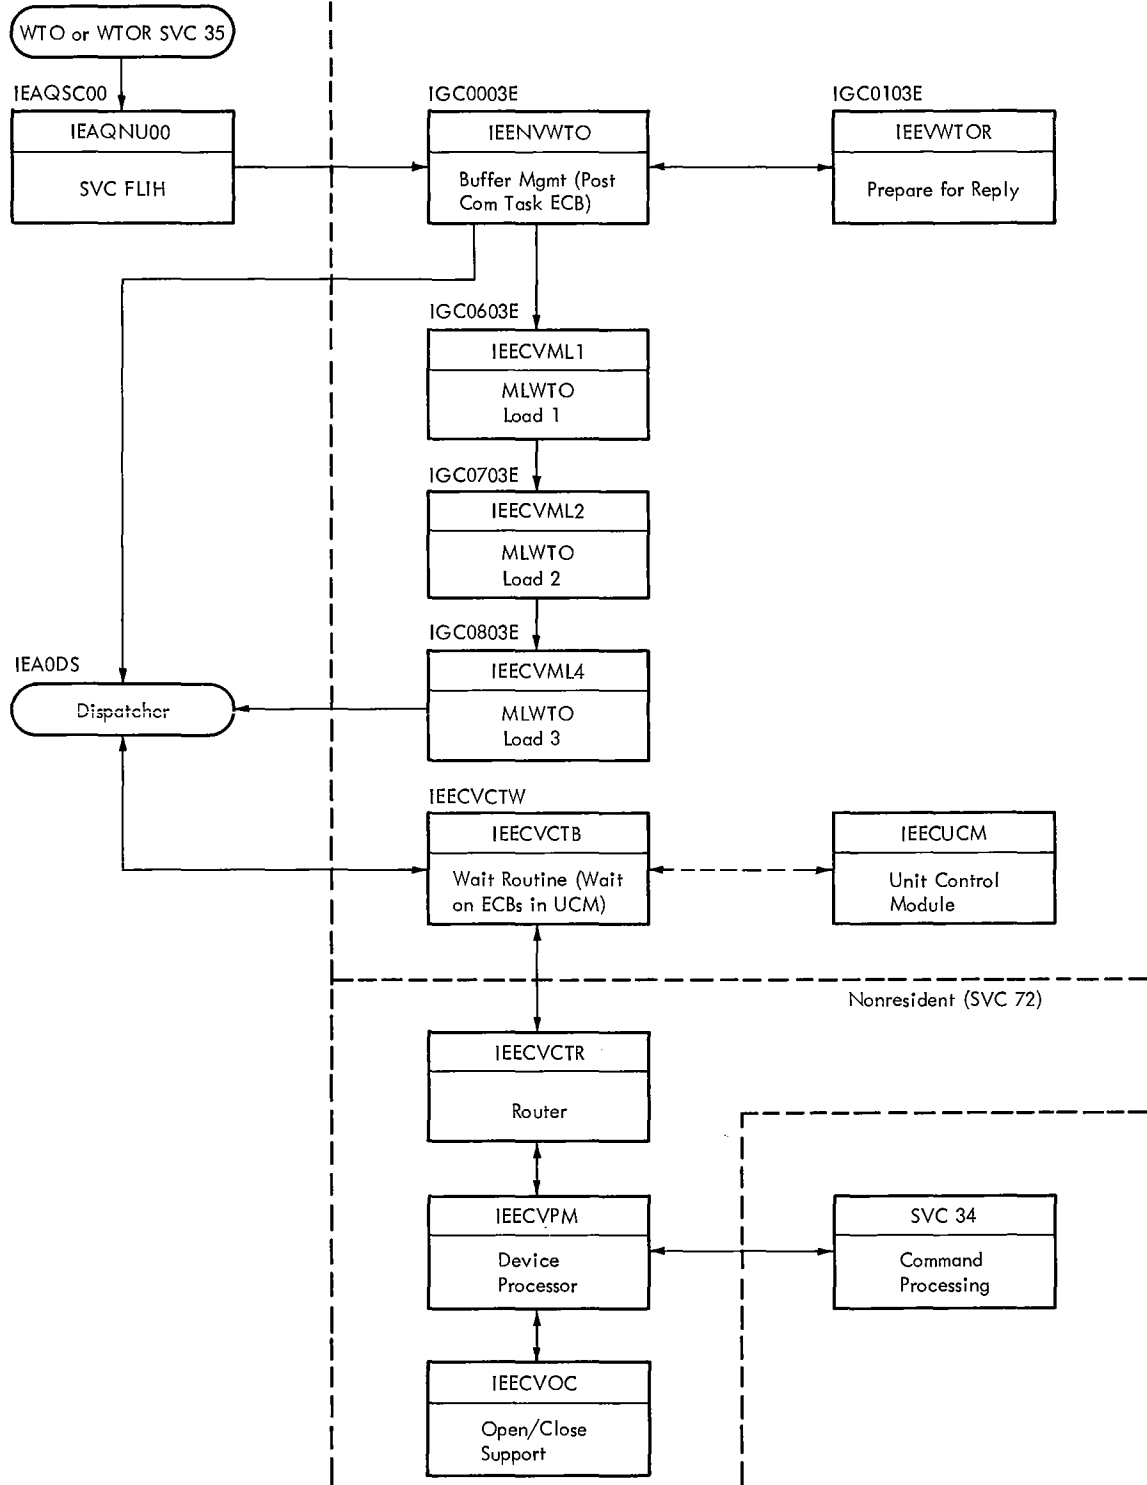 WTO or WTOR SVC 35
IEAQSC00
IEAQNU00
SVC FLIH
IGC0003E
IEENVWTO
Buffer Mgmt (Post
Com Task ECB)
IGC0103E
IEEVWTOR
Prepare for Reply
IGC0603E
IEECVML1
MLWTO
Load 1
IGC0703E
IEECVML2
MLWTO
Load 2
IGC0803E
IEECVML4
MLWTO
Load 3
IEA0DS
Dispatcher
IEECVCTW
IEECVCTB
Wait Routine (Wait
on ECBs in UCM)
IEECUCM
Unit Control
Module
Nonresident (SVC 72)
IEECVCTR
Router
IEECVPM
Device
Processor
SVC 34
Command
Processing
IEECVOC
Open/Close
Support